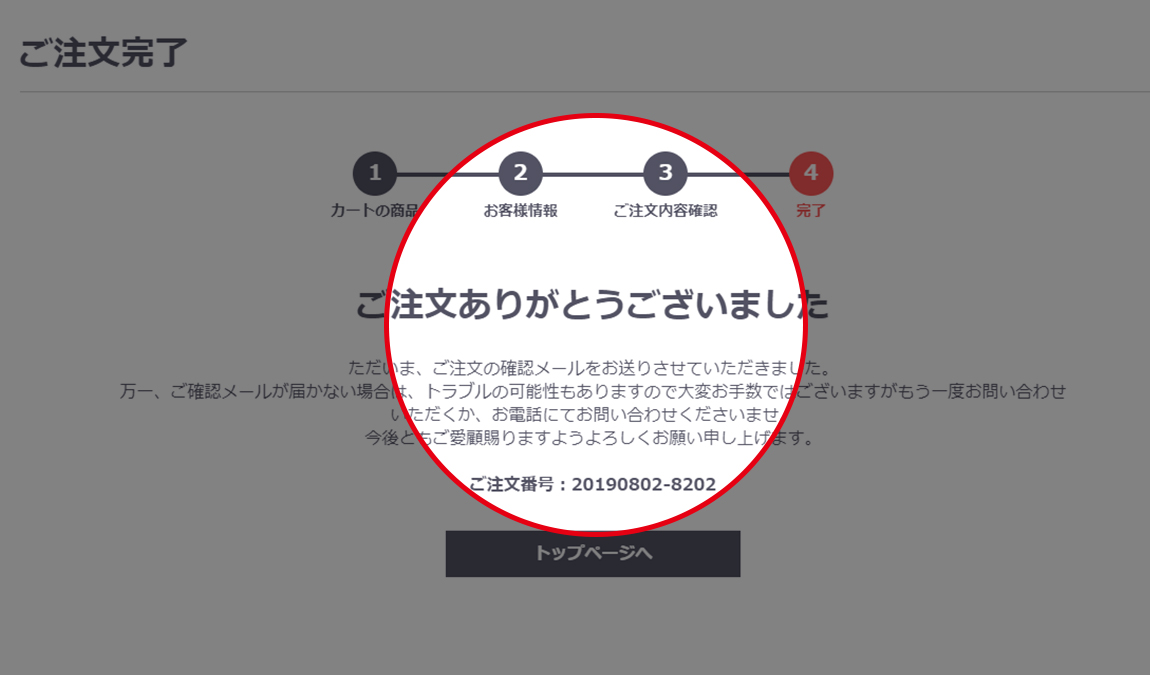 ご注文完了
1 2 3 4
カートの商品 お客様情報 ご注文内容確認 完了
ご注文ありがとうございました
ただいま、ご注文の確認メールをお送りさせていただきました。
万一、ご確認メールが届かない場合は、トラブルの可能性もありますので大変お手数ではございますがもう一度お問い合わせ
いただくか、お電話にてお問い合わせくださいませ
今後ともご愛顧賜りますようよろしくお願い申し上げます。
ご注文番号：20190802-8202
トップページへ